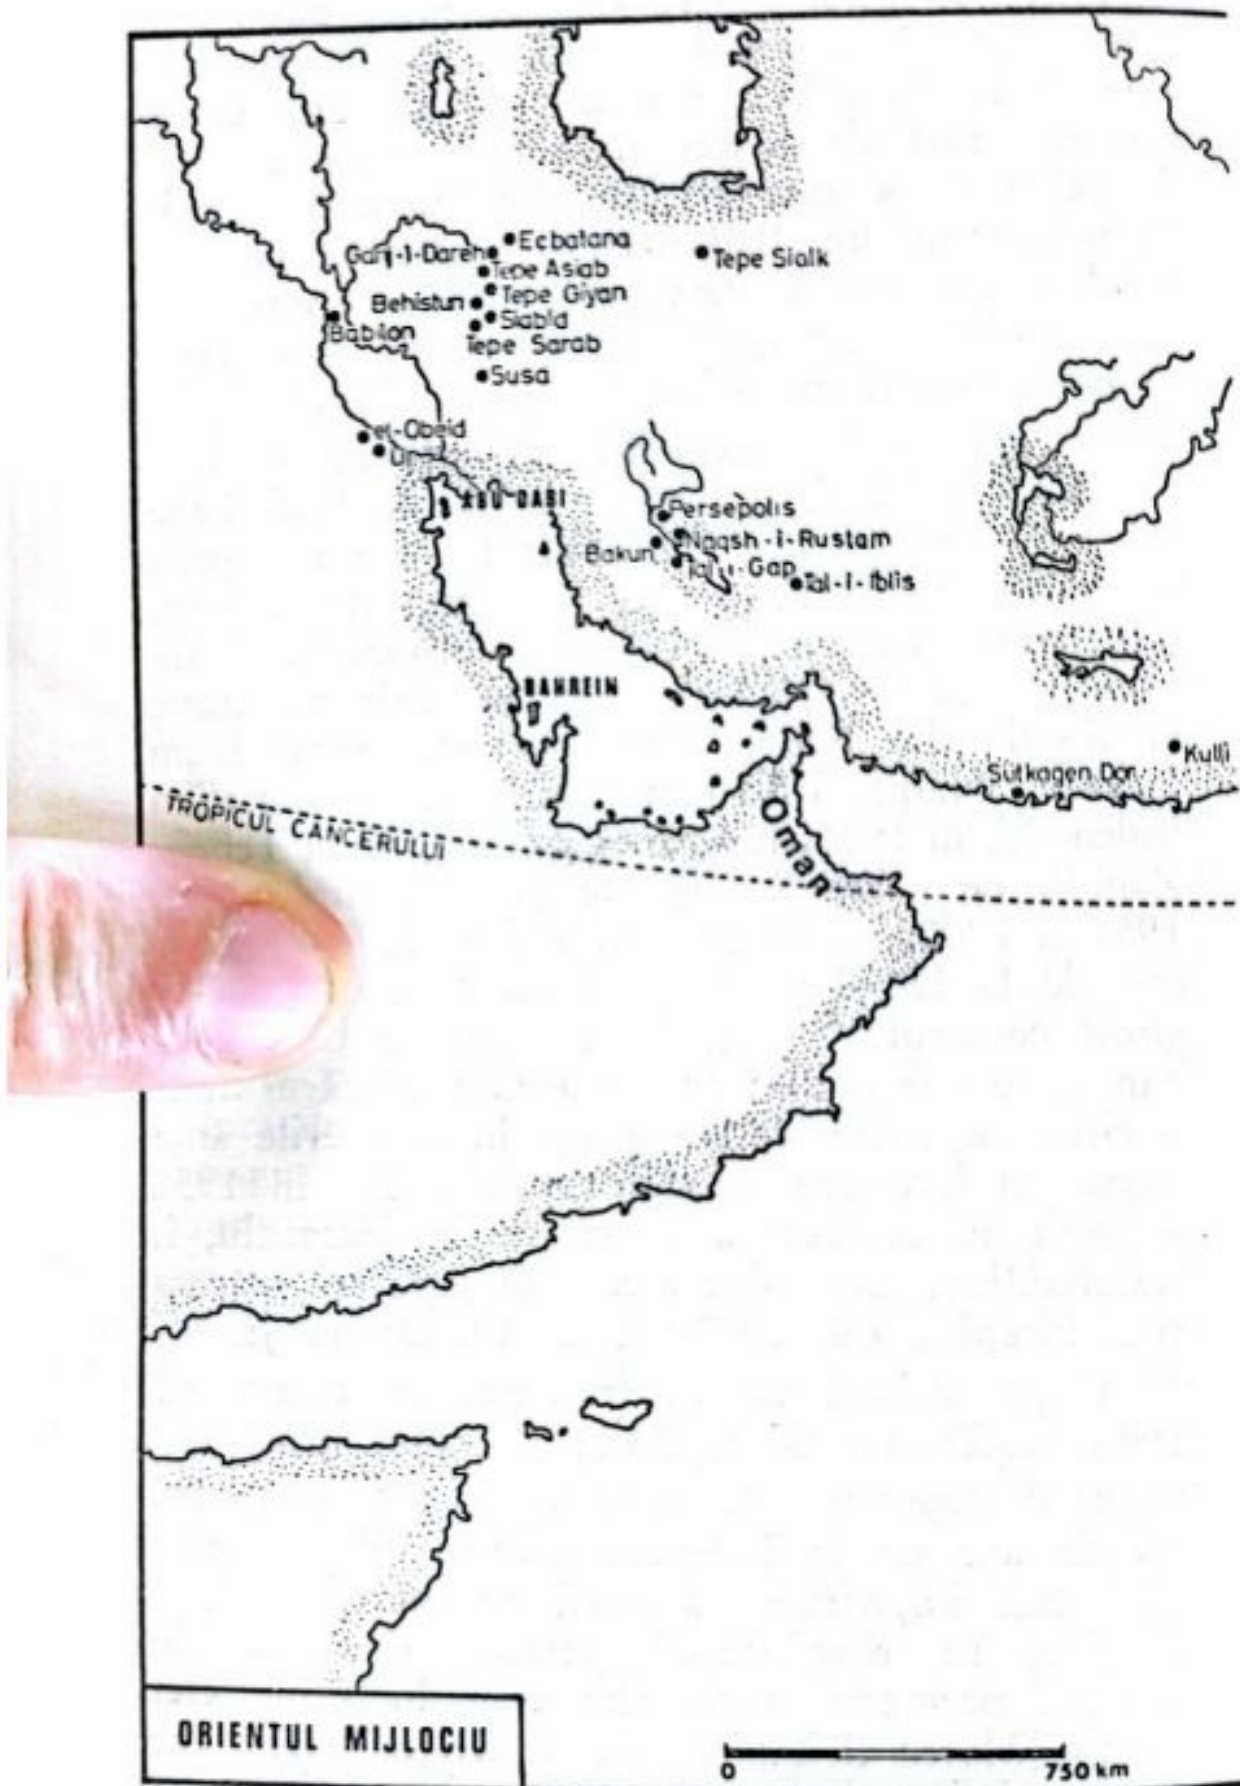 Ecbatana
Ganj-i-Dareh
Tepe Asiab
Tepe Sialk
Tepe Giyan
Behistun
Siabid
Babilon
Tepe Sarab
Susa
el-Obeid
Ur
ABU DABI
Persepolis
Naqsh-i-Rustam
Bakun
Gap
Tal-i-Iblis
BAHREIN
Kulli
Sutkagen Dor
TROPICUL CANCERULUI
Oman
ORIENTUL MIJLOCIU
0 750 km